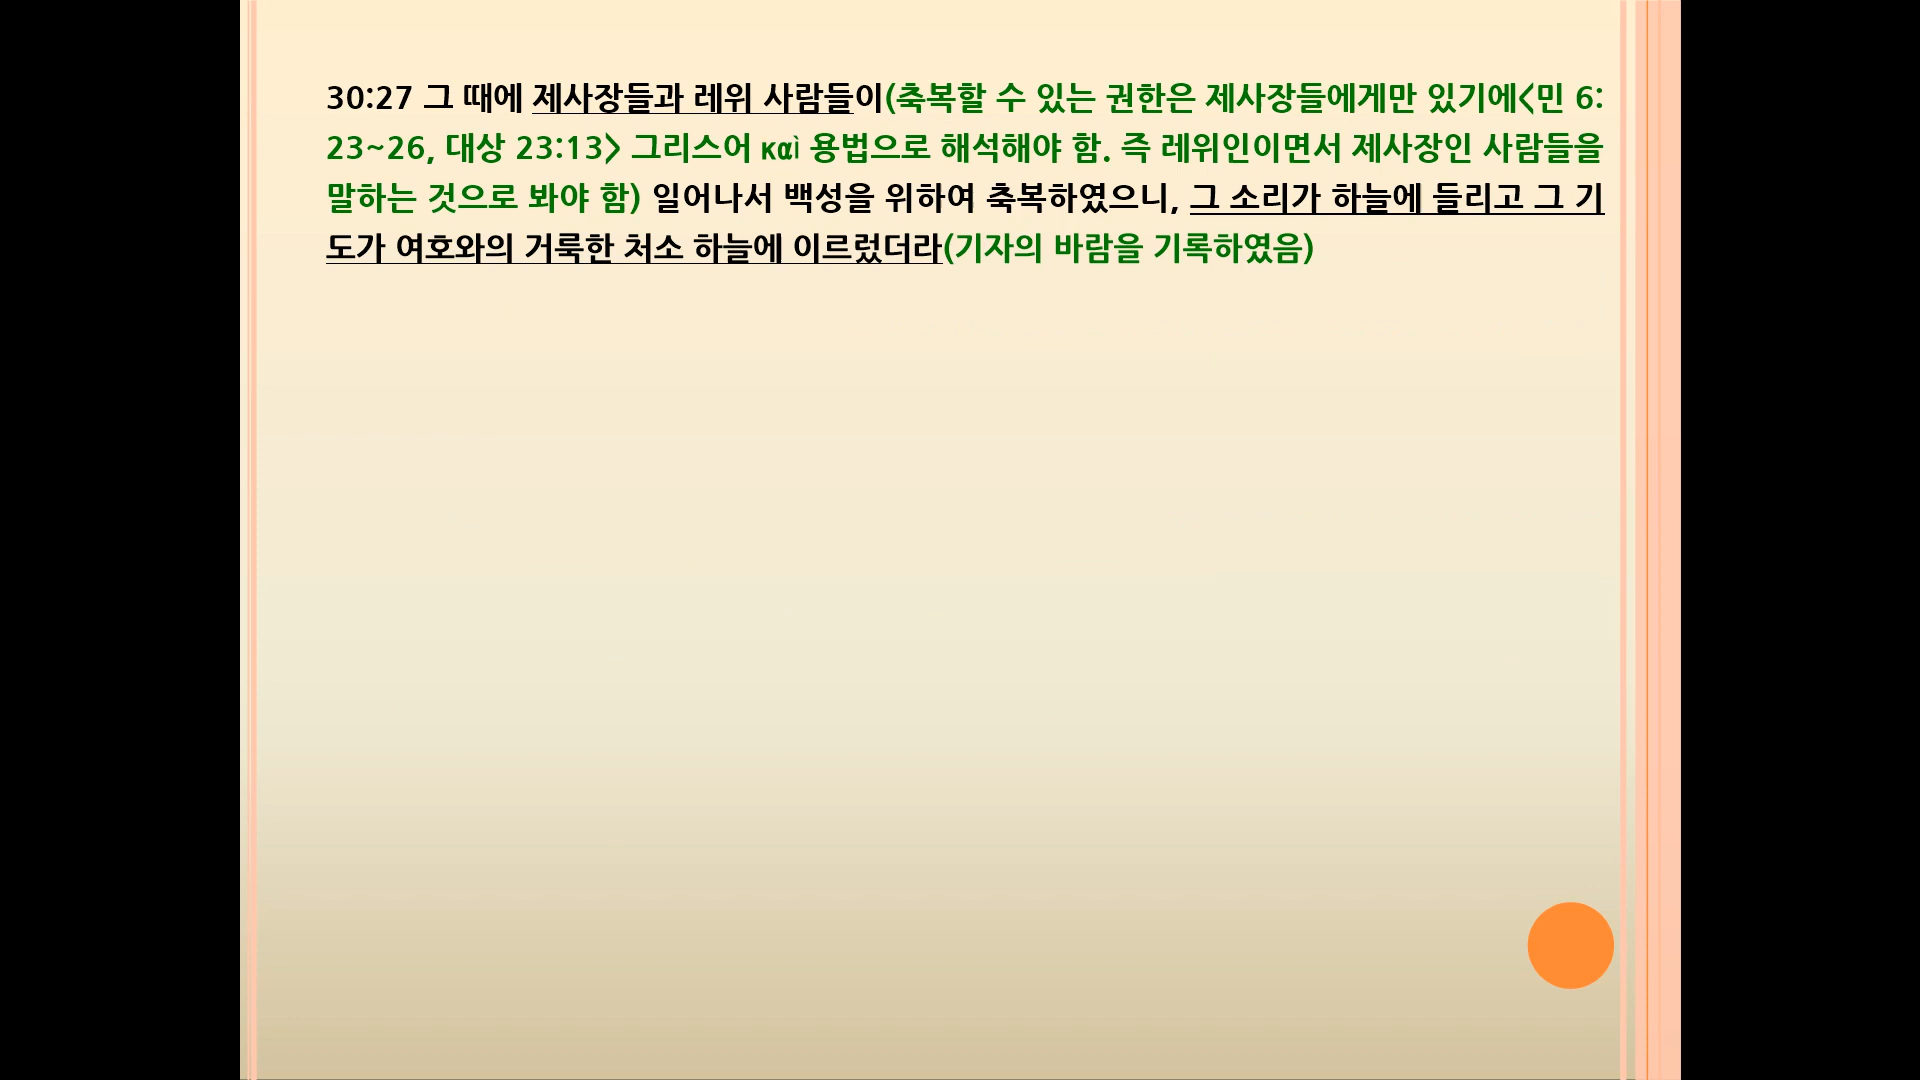 30:27 그 때에 제사장들과 레위 사람들이(축복할 수 있는 권한은 제사장들에게만 있기에<민 6:
23~26, 대상 23:13> 그리스어 καὶ 용법으로 해석해야 함. 즉 레위인이면서 제사장인 사람들을
말하는 것으로 봐야 함) 일어나서 백성을 위하여 축복하였으니, 그 소리가 하늘에 들리고 그 기
도가 여호와의 거룩한 처소 하늘에 이르렀더라(기자의 바람을 기록하였음)